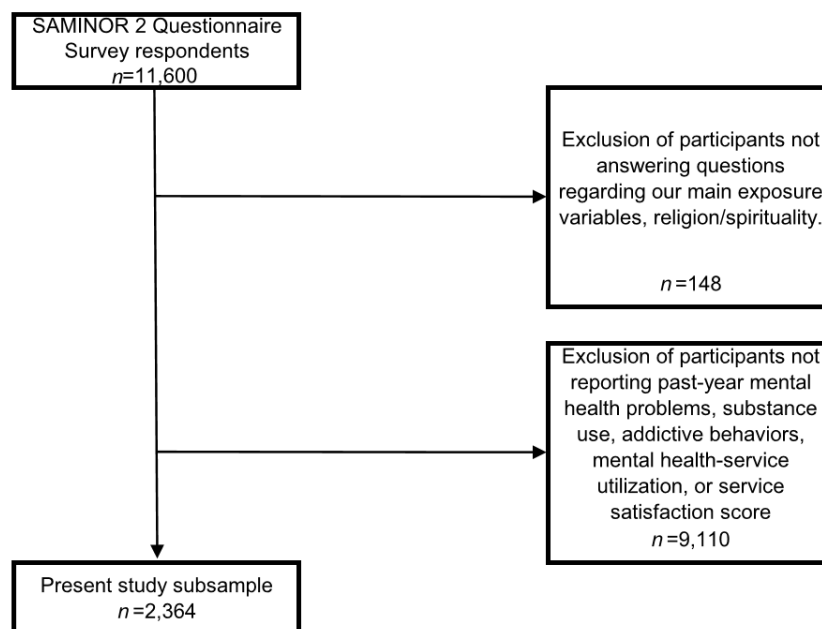 SAMINOR 2 Questionnaire
Survey respondents
n=11,600
Exclusion of participants not
answering questions
regarding our main exposure
variables, religion/spirituality.
n=148
Exclusion of participants not
reporting past-year mental
health problems, substance
use, addictive behaviors,
mental health-service
utilization, or service
satisfaction score
n=9,110
Present study subsample
n=2,364